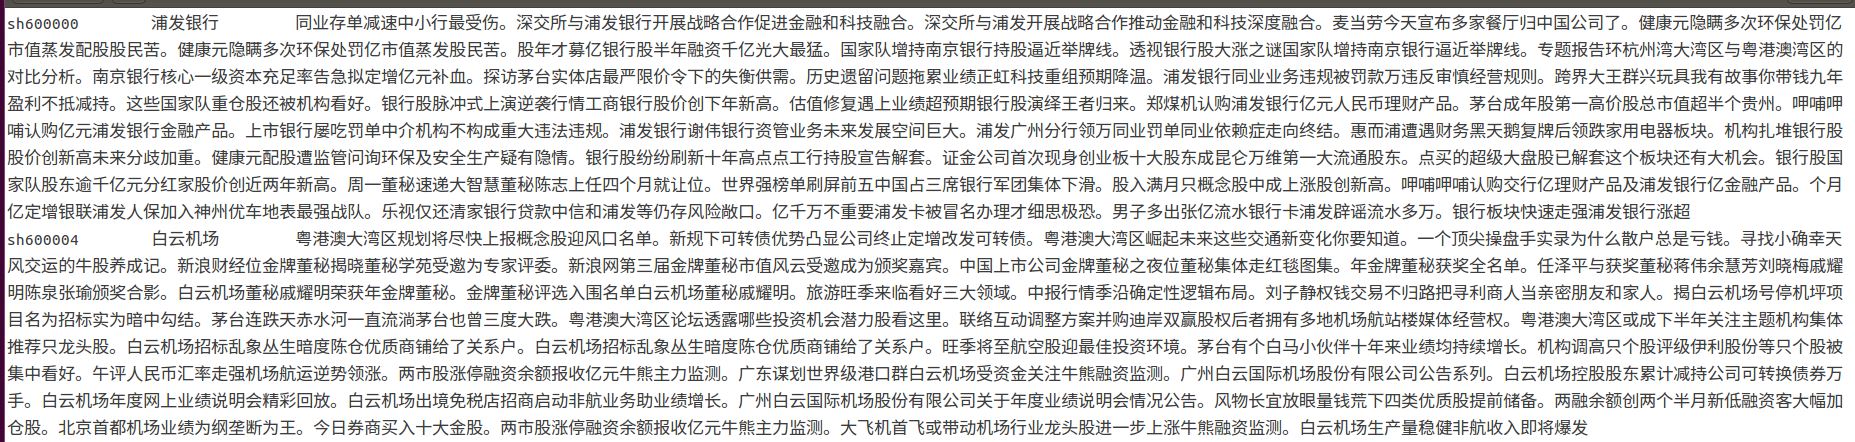 sh600000 浦发银行 同业存单减速中小行最受伤。深交所与浦发银行开展战略合作促进金融和科技融合。深交所与浦发开展战略合作推动金融和科技深度融合。麦当劳今天宣布多家餐厅归中国公司了。健康元隐瞒多次环保处罚亿
市值蒸发配股股民苦。健康元隐瞒多次环保处罚亿市值蒸发股民苦。股年才募亿银行股半年融资千亿光大最猛。国家队增持南京银行持股逼近举牌线。透视银行股大涨之谜国家队增持南京银行逼近举牌线。专题报告环杭州湾大湾区与粤港澳湾区的
对比分析。南京银行核心一级资本充足率告急拟定增亿元补血。探访茅台实体店最严限价令下的失衡供需。历史遗留问题拖累业绩正虹科技重组预期降温。浦发银行同业业务违规被罚款万违反审慎经营规则。跨界大王群兴玩具我有故事你带钱九年
盈利不抵减持。这些国家队重仓股还被机构看好。银行股脉冲式上演逆袭行情工商银行股价创下年新高。估值修复遇上业绩超预期银行股演绎王者归来。郑煤机认购浦发银行亿元人民币理财产品。茅台成年股第一高价股总市值超半个贵州。呷哺呷
哺认购亿元浦发银行金融产品。上市银行屡吃罚单中介机构不构成重大违法违规。浦发银行谢伟银行资管业务未来发展空间巨大。浦发广州分行领万同业罚单同业依赖症走向终结。惠而浦遭遇财务黑天鹅复牌后领跌家用电器板块。机构扎堆银行股
股价创新高未来分歧加重。健康元配股遭监管问询环保及安全生产疑有隐情。银行股纷纷刷新十年高点点工行持股宣告解套。证金公司首次现身创业板十大股东成昆仑万维第一大流通股东。点买的超级大盘股已解套这个板块还有大机会。银行股国
家队股东逾千亿元分红家股价创近两年新高。周一董秘速递大智慧董秘陈志上任四个月就让位。世界强榜单刷屏前五中国占三席银行军团集体下滑。股入满月只概念股中成上涨股创新高。呷哺呷哺认购交行亿理财产品及浦发银行亿金融产品。个月
亿定增银联浦发人保加入神州优车地表最强战队。乐视仅还清家银行贷款中信和浦发等仍存风险敞口。亿千万不重要浦发卡被冒名办理才细思极恐。男子多出张亿流水银行卡浦发辟谣流水多万。银行板块快速走强浦发银行涨超
sh600004 白云机场 粤港澳大湾区规划将尽快上报概念股迎风口名单。新规下可转债优势凸显公司终止定增改发可转债。粤港澳大湾区崛起未来这些交通新变化你要知道。一个顶尖操盘手实录为什么散户总是亏钱。寻找小确幸天
风交运的牛股养成记。新浪财经位金牌董秘揭晓董秘学苑受邀为专家评委。新浪网第三届金牌董秘市值风云受邀成为颁奖嘉宾。中国上市公司金牌董秘之夜位董秘集体走红毯图集。年金牌董秘获奖全名单。任泽平与获奖董秘蒋伟余慧芳刘晓梅戚耀
明陈泉张瑜颁奖合影。白云机场董秘戚耀明荣获年金牌董秘。金牌董秘评选入围名单白云机场董秘戚耀明。旅游旺季来临看好三大领域。中报行情季沿确定性逻辑布局。刘子静权钱交易不归路把寻利商人当亲密朋友和家人。揭白云机场号停机坪项
目名为招标实为暗中勾结。茅台连跌天赤水河一直流淌茅台也曾三度大跌。粤港澳大湾区论坛透露哪些投资机会潜力股看这里。联络互动调整方案并购迪岸双赢股权后者拥有多地机场航站楼媒体经营权。粤港澳大湾区或成下半年关注主题机构集体
推荐只龙头股。白云机场招标乱象丛生暗度陈仓优质商铺给了关系户。白云机场招标乱象丛生暗度陈仓优质商铺给了关系户。旺季将至航空股迎最佳投资环境。茅台有个白马小伙伴十年来业绩均持续增长。机构调高只个股评级伊利股份等只个股被
集中看好。午评人民币汇率走强机场航运逆势领涨。两市股涨停融资余额报收亿元牛熊主力监测。广东谋划世界级港口群白云机场受资金关注牛熊融资监测。广州白云国际机场股份有限公司公告系列。白云机场控股股东累计减持公司可转换债券万
手。白云机场年度网上业绩说明会精彩回放。白云机场出境免税店招商启动非航业务助业绩增长。广州白云国际机场股份有限公司关于年度业绩说明会情况公告。风物长宜放眼量钱荒下四类优质股提前储备。两融余额创两个半月新低融资客大幅加
仓股。北京首都机场业绩为纲垄断为王。今日券商买入十大金股。两市股涨停融资余额报收亿元牛熊主力监测。大飞机首飞或带动机场行业龙头股进一步上涨牛熊融资监测。白云机场生产量稳健非航收入即将爆发